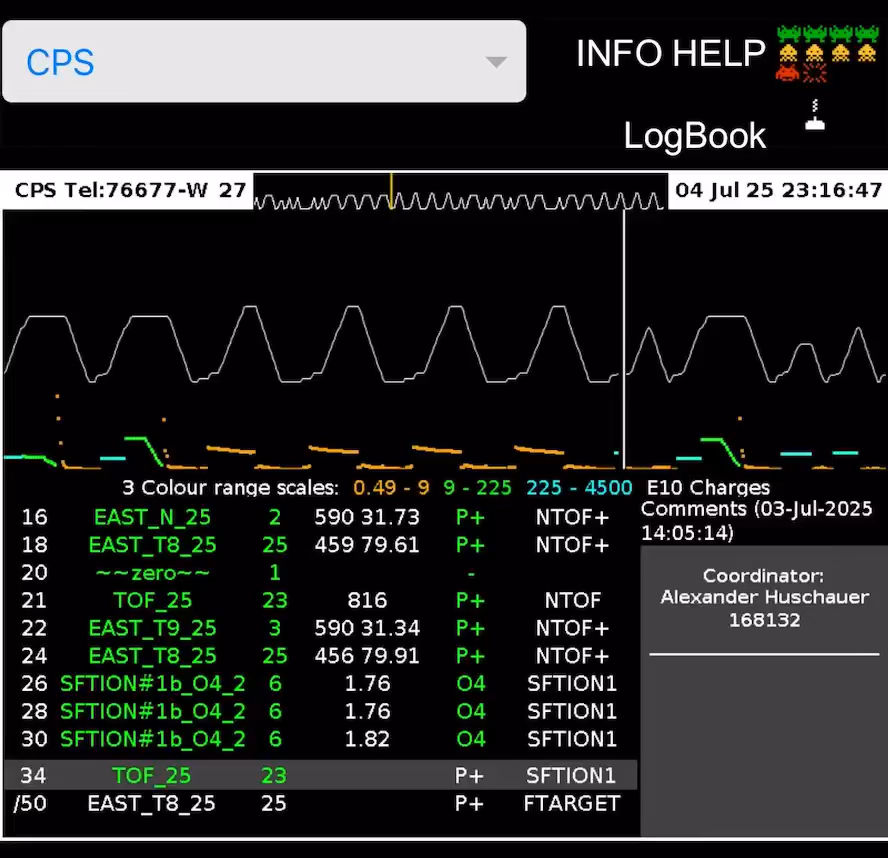 CPS
INFO HELP
LogBook
CPS Tel:76677-W 27
04 Jul 25 23:16:47
3 Colour range scales: 0.49 - 9 9 - 225 225 - 4500 E10 Charges
Comments (03-Jul-2025
14:05:14)
16 EAST_N_25 2 590 31.73 P+ NTOF+
18 EAST_T8_25 25 459 79.61 P+ NTOF+
20 ~~zero~~ 1 -
21 TOF_25 23 816 P+ NTOF
22 EAST_T9_25 3 590 31.34 P+ NTOF+
24 EAST_T8_25 25 456 79.91 P+ NTOF+
26 SFTION#1b_O4_2 6 1.76 O4 SFTION1
28 SFTION#1b_O4_2 6 1.76 O4 SFTION1
30 SFTION#1b_O4_2 6 1.82 O4 SFTION1
34 TOF_25 23 P+ SFTION1
/50 EAST_T8_25 25 P+ FTARGET
Coordinator:
Alexander Huschauer
168132